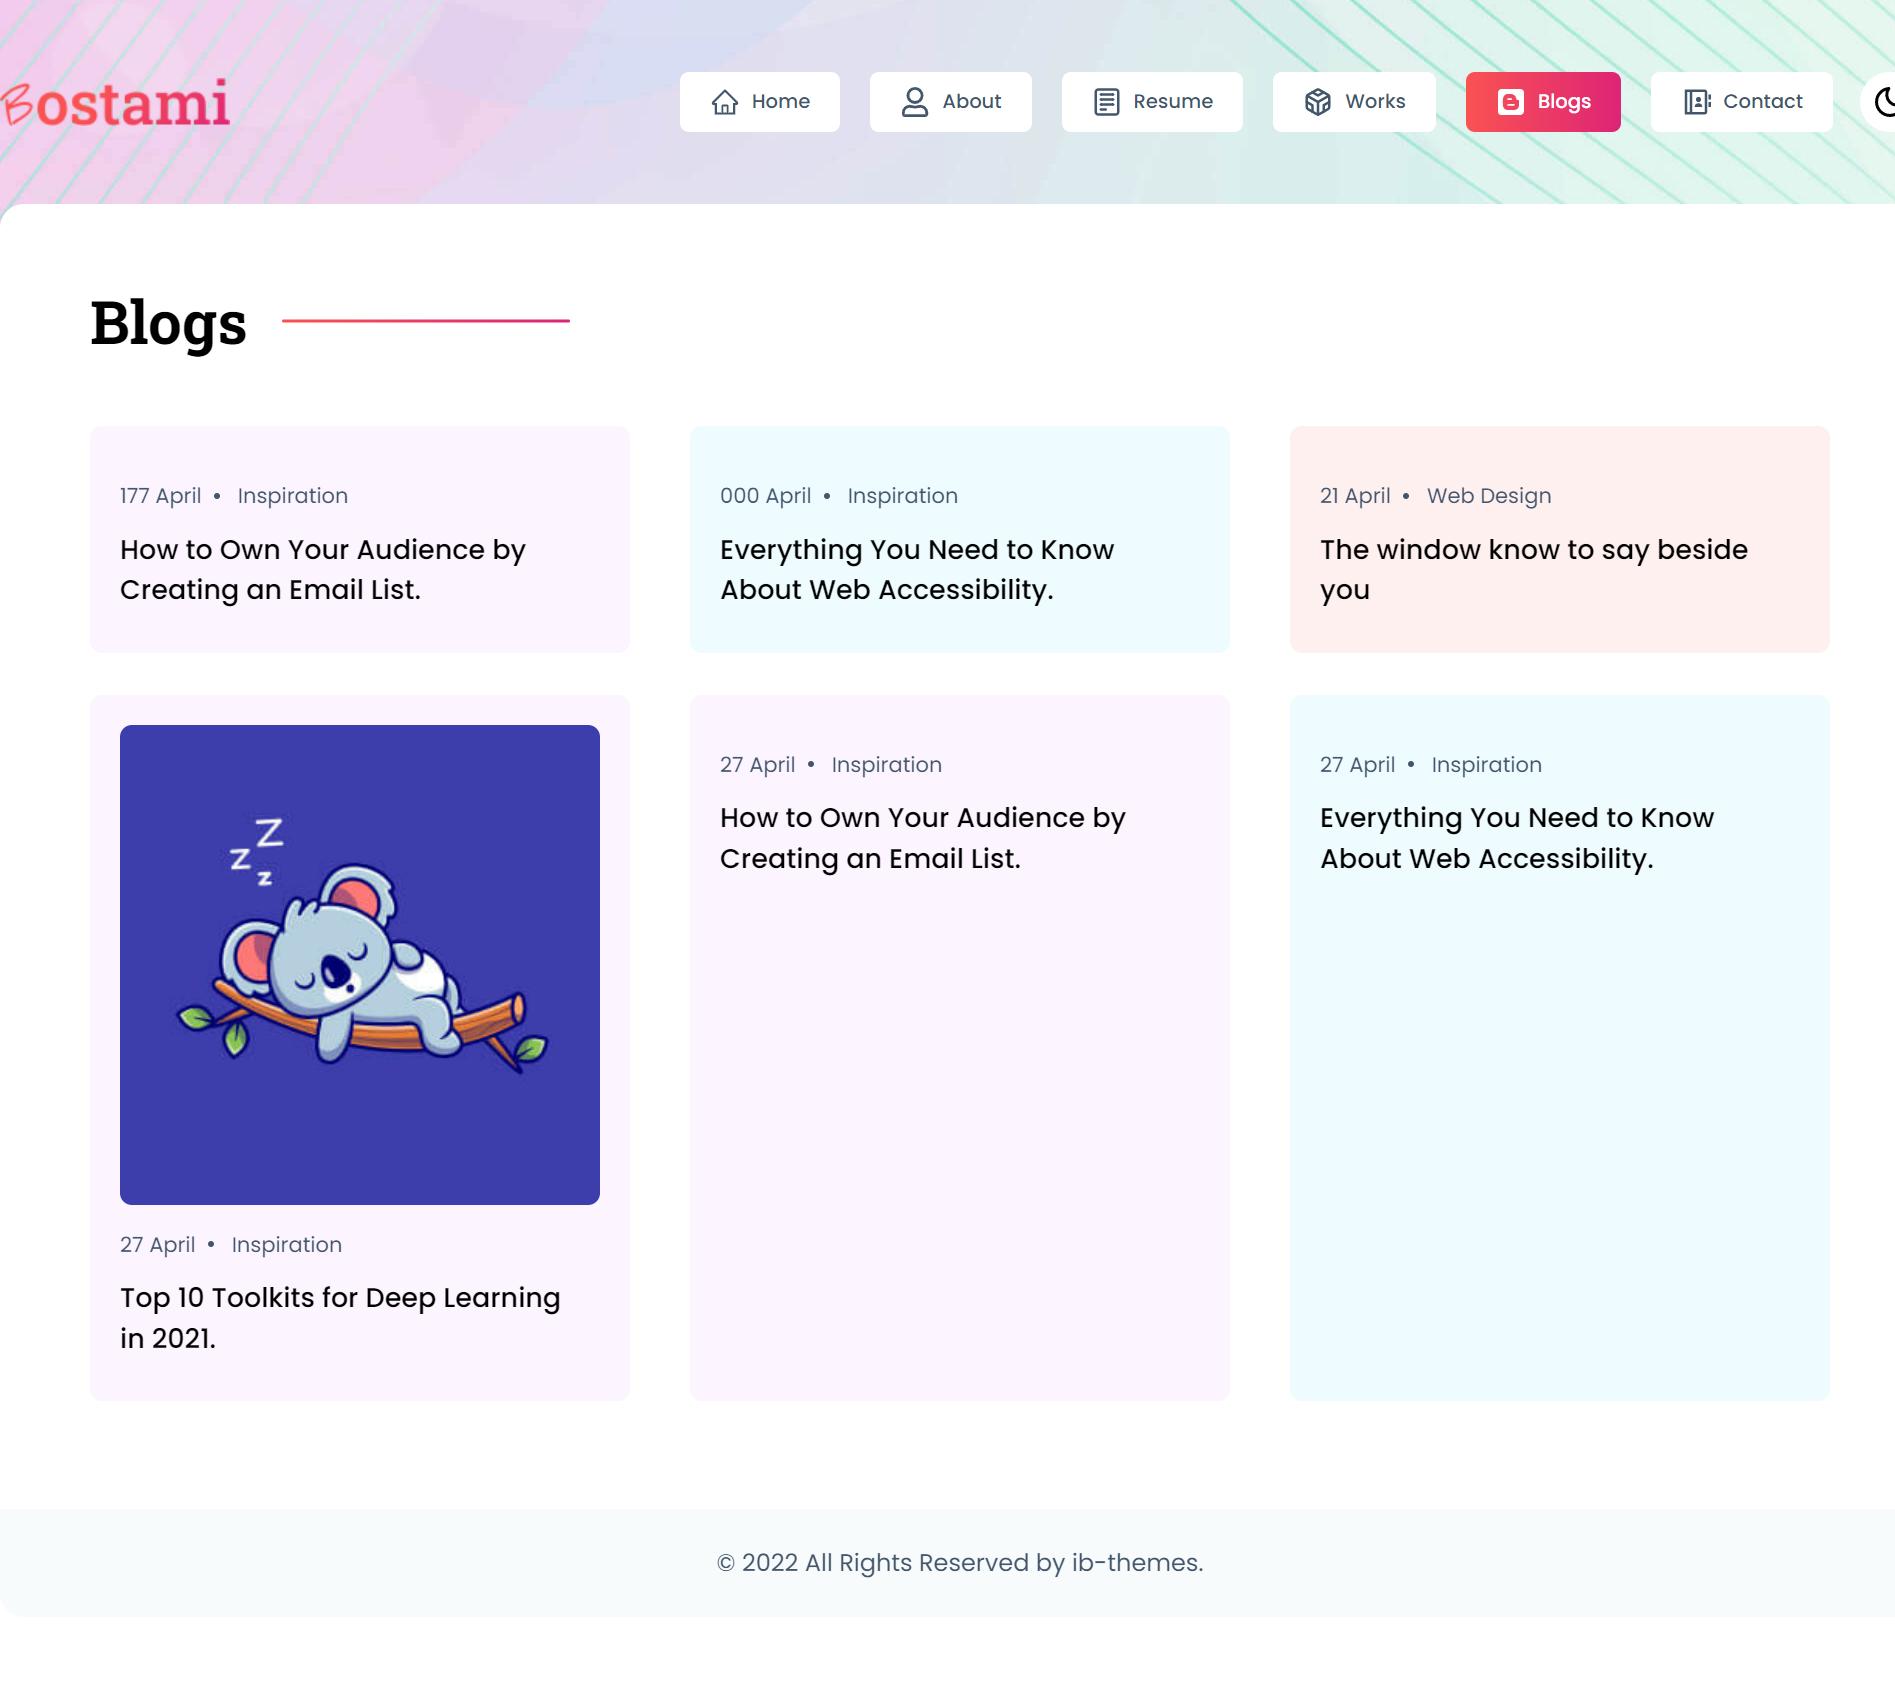 Bostami
Home
About
Resume
Works
Blogs
Contact
Blogs
177 April • Inspiration
How to Own Your Audience by
Creating an Email List.
000 April • Inspiration
Everything You Need to Know
About Web Accessibility.
21 April • Web Design
The window know to say beside
you
Z
z
z
27 April • Inspiration
Top 10 Toolkits for Deep Learning
in 2021.
27 April • Inspiration
How to Own Your Audience by
Creating an Email List.
27 April • Inspiration
Everything You Need to Know
About Web Accessibility.
© 2022 All Rights Reserved by ib-themes.